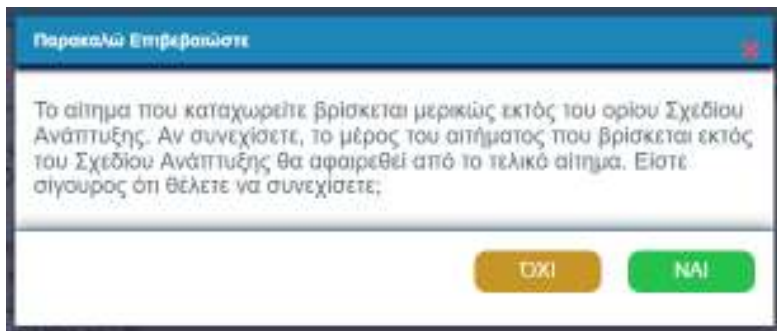 Παρακαλώ Επιβεβαιώστε
Το αίτημα που καταχωρείτε βρίσκεται μερικώς εκτός του ορίου Σχεδίου
Ανάπτυξης. Αν συνεχίσετε, το μέρος του αιτήματος που βρίσκεται εκτός
του Σχεδίου Ανάπτυξης θα αφαιρεθεί από το τελικό αίτημα. Είστε
σίγουρος ότι θέλετε να συνεχίσετε;
ΌΧΙ ΝΑΙ